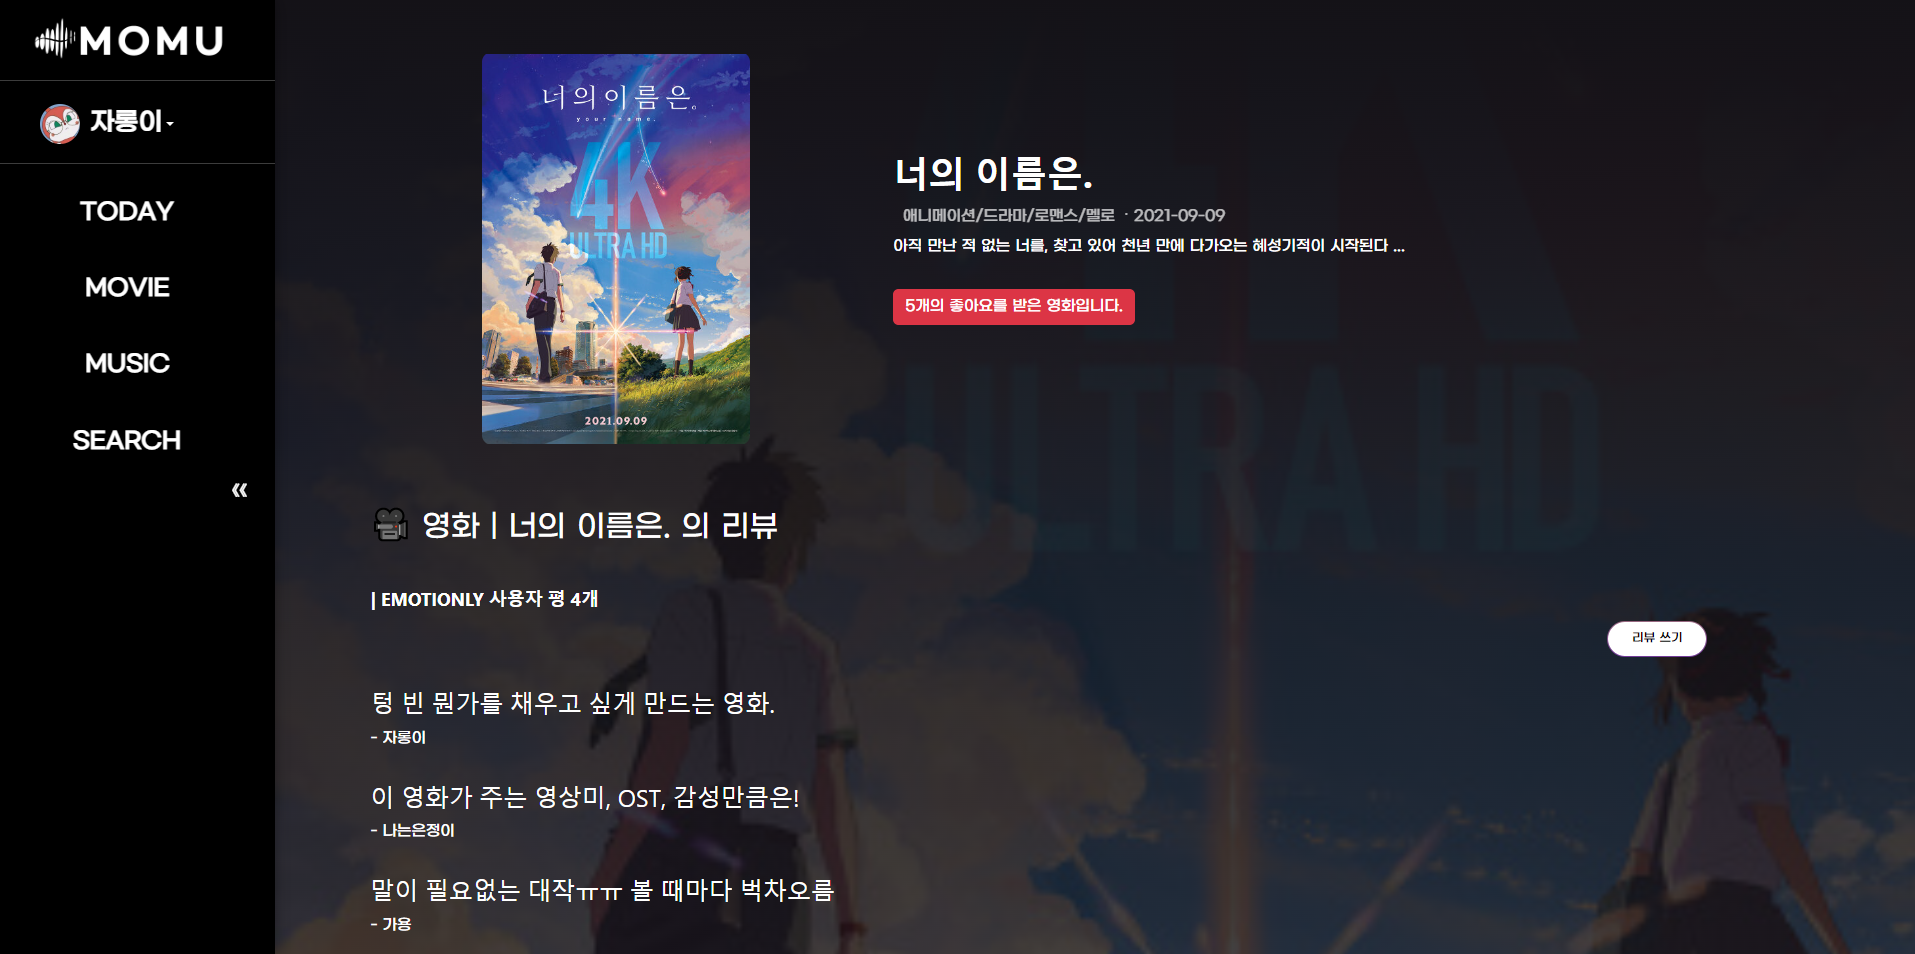 MOMU
자롱이
TODAY
MOVIE
MUSIC
SEARCH
«
너의이름은.
your name.
4K
ULTRA HD
2021.09.09
너의 이름은.
애니메이션/드라마/로맨스/멜로 · 2021-09-09
아직 만난 적 없는 너를, 찾고 있어 천년 만에 다가오는 혜성기적이 시작된다 ...
5개의 좋아요를 받은 영화입니다.
영화 | 너의 이름은. 의 리뷰
| EMOTIONLY 사용자 평 4개
리뷰 쓰기
텅 빈 뭔가를 채우고 싶게 만드는 영화.
- 자롱이
이 영화가 주는 영상미, OST, 감성만큼은!
- 나는은정이
말이 필요없는 대작ㅠㅠ 볼 때마다 벅차오름
- 가용
4K
ULTRA HD